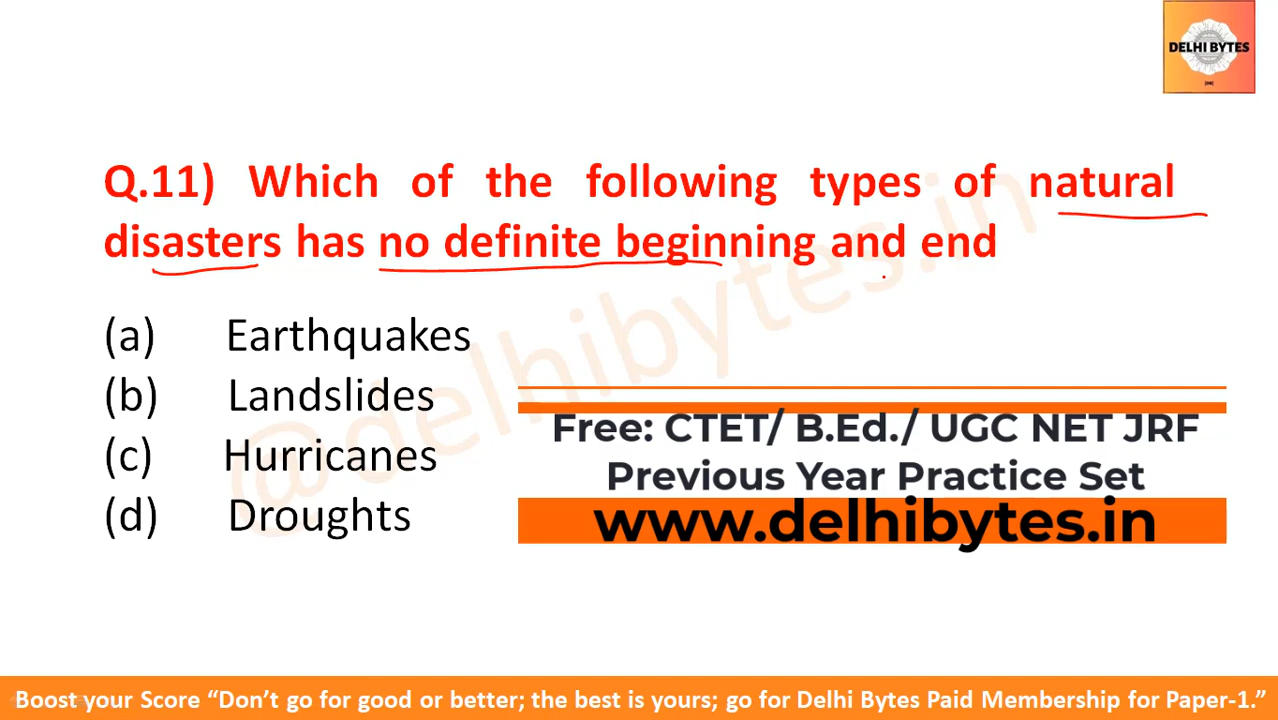 DELHI BYTES
Q.11) Which of the following types of natural
disasters has no definite beginning and end
(a) Earthquakes
(b) Landslides
(c) Hurricanes
(d) Droughts
@delhibytes.in
Free: CTET/ B.Ed./ UGC NET JRF
Previous Year Practice Set
www.delhibytes.in
Boost your Score “Don’t go for good or better; the best is yours; go for Delhi Bytes Paid Membership for Paper-1.”